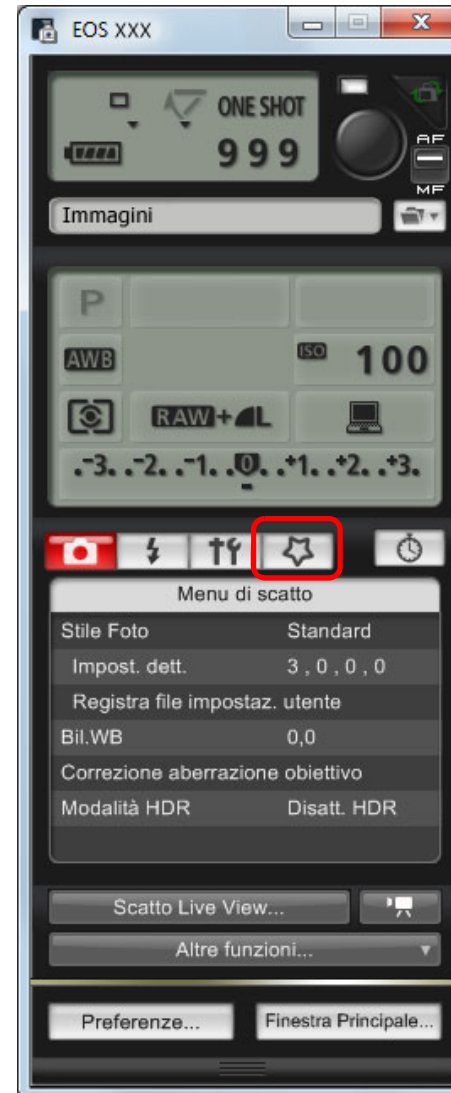 EOS XXX
ONE SHOT
999
AF
MF
Immagini
P
AWB
ISO 100
RAW+L
.-3. .-2. .-1. .0. .+1. .+2. .+3.
Menu di scatto
Stile Foto Standard
Impost. dett. 3 , 0 , 0 , 0
Registra file impostaz. utente
Bil.WB 0,0
Correzione aberrazione obiettivo
Modalità HDR Disatt. HDR
Scatto Live View...
Altre funzioni...
Preferenze... Finestra Principale...